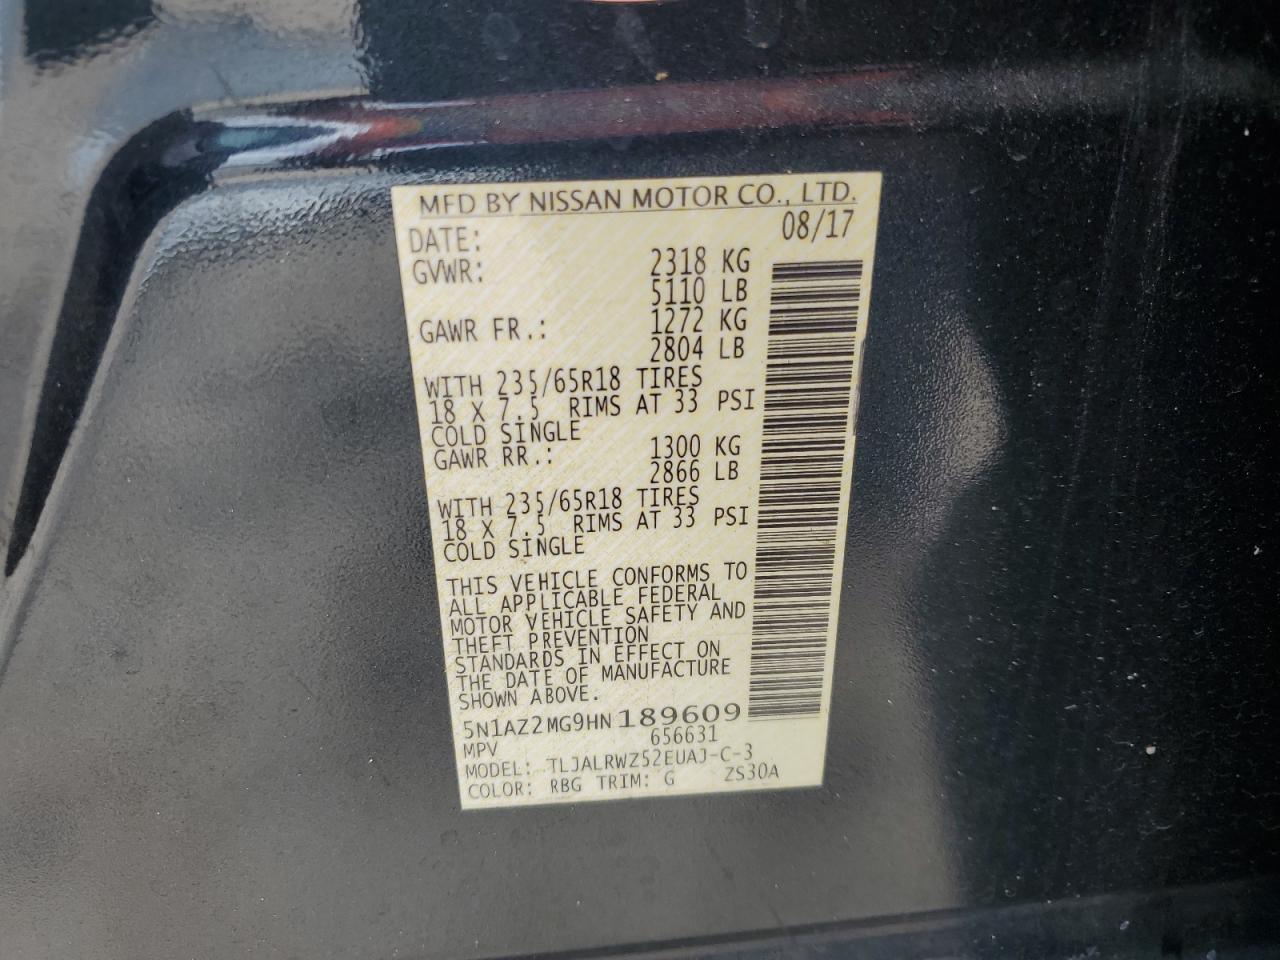 MFD BY NISSAN MOTOR CO., LTD.
DATE: 08/17
GVWR: 2318 KG
5110 LB
GAWR FR.: 1272 KG
2804 LB
WITH 235/65R18 TIRES
18 X 7.5 RIMS AT 33 PSI
COLD SINGLE
GAWR RR.: 1300 KG
2866 LB
WITH 235/65R18 TIRES
18 X 7.5 RIMS AT 33 PSI
COLD SINGLE
THIS VEHICLE CONFORMS TO
ALL APPLICABLE FEDERAL
MOTOR VEHICLE SAFETY AND
THEFT PREVENTION
STANDARDS IN EFFECT ON
THE DATE OF MANUFACTURE
SHOWN ABOVE.
5N1AZ2MG9HN189609
MPV 656631
MODEL: TLJALRWZ52EUAJ-C-3
COLOR: RBG TRIM: G ZS30A